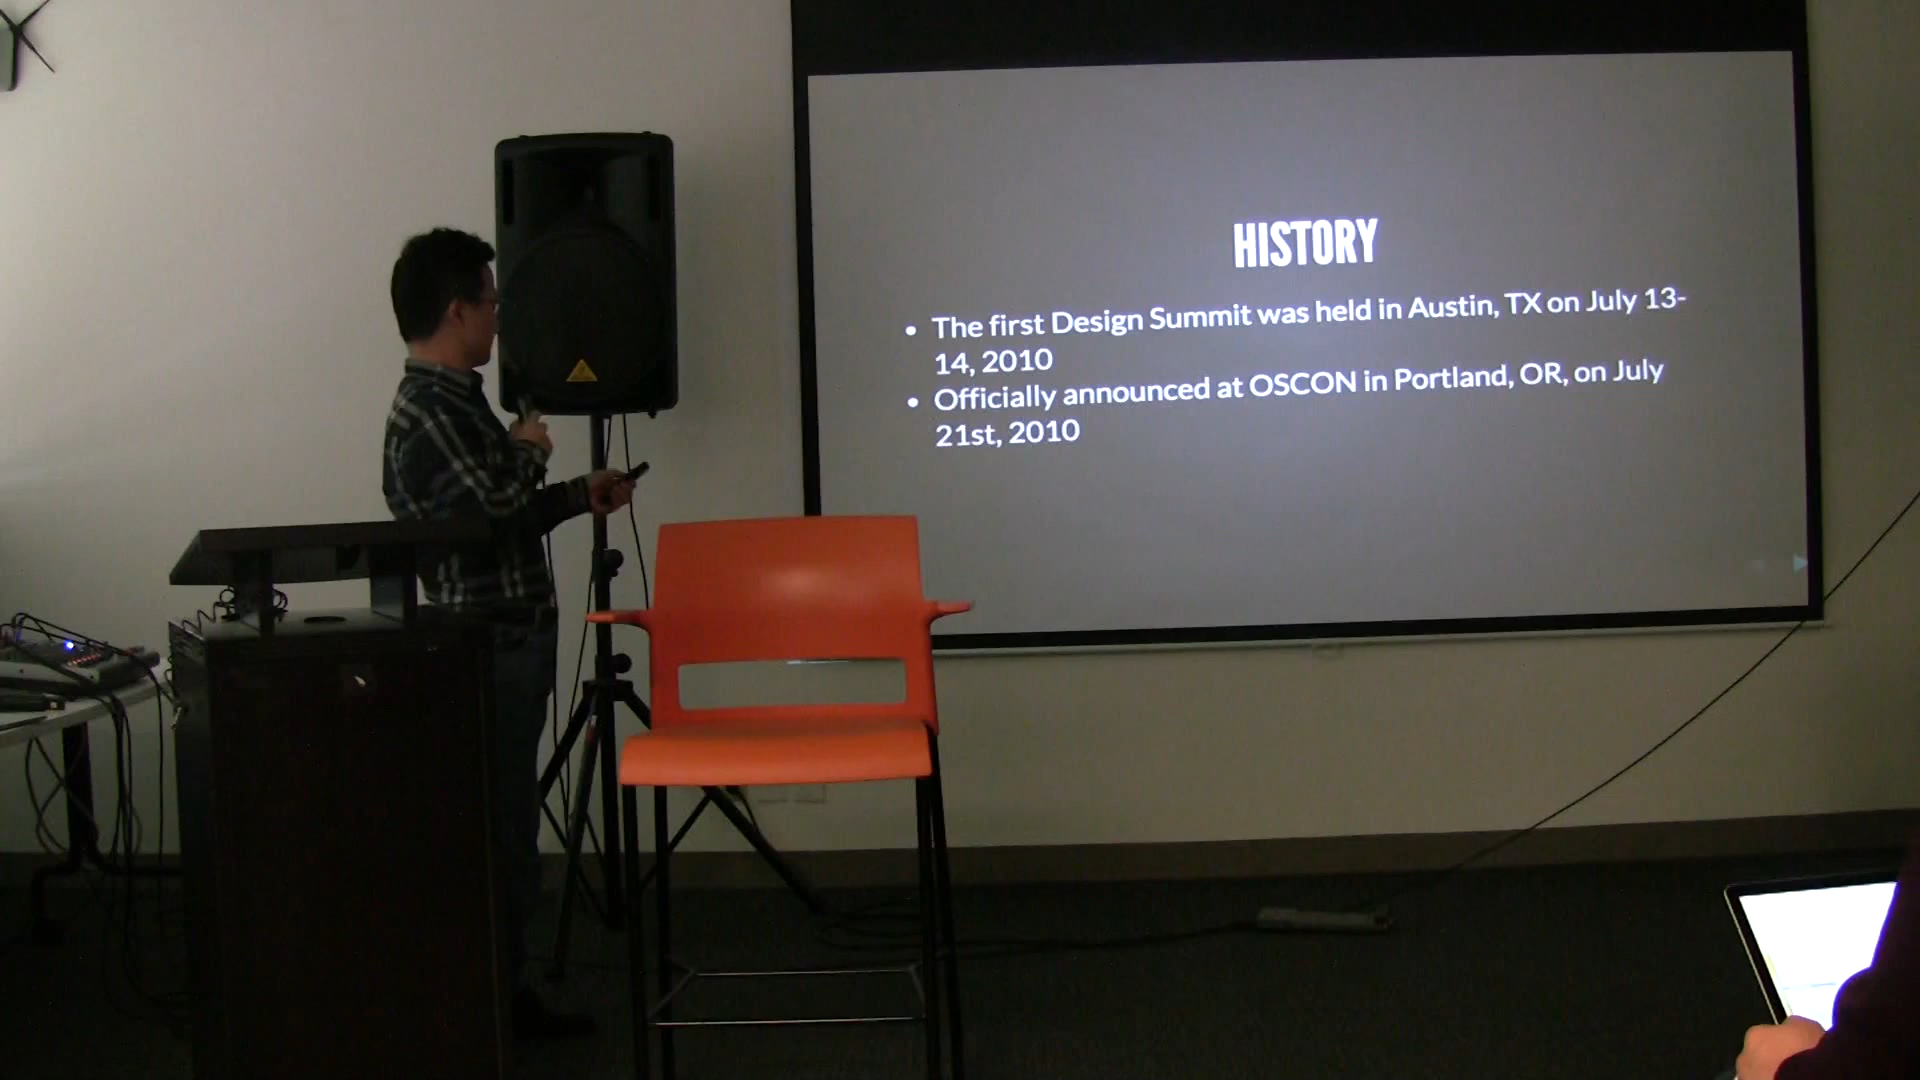 HISTORY
• The first Design Summit was held in Austin, TX on July 13-
14, 2010
• Officially announced at OSCON in Portland, OR, on July
21st, 2010